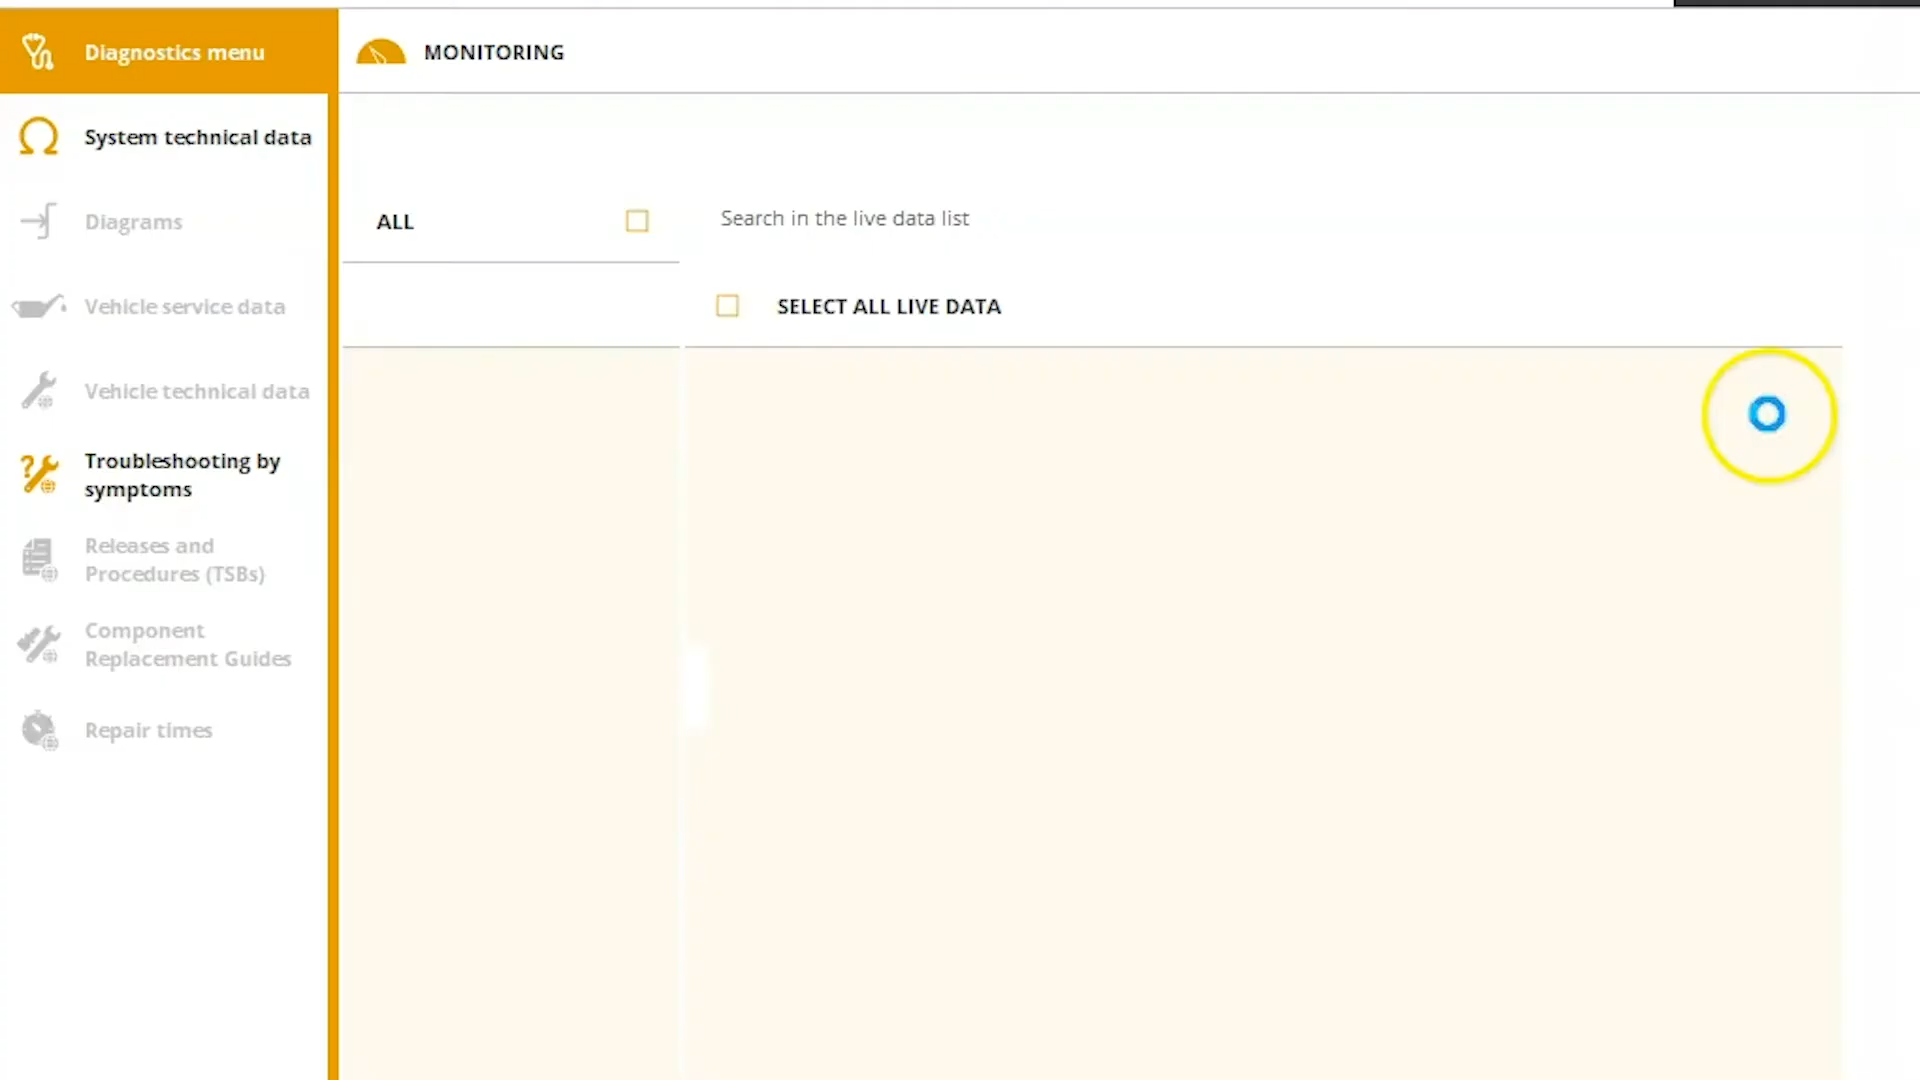 Diagnostics menu
MONITORING
System technical data
Diagrams
ALL
Search in the live data list
Vehicle service data
SELECT ALL LIVE DATA
Vehicle technical data
Troubleshooting by
symptoms
Releases and
Procedures (TSBs)
Component
Replacement Guides
Repair times